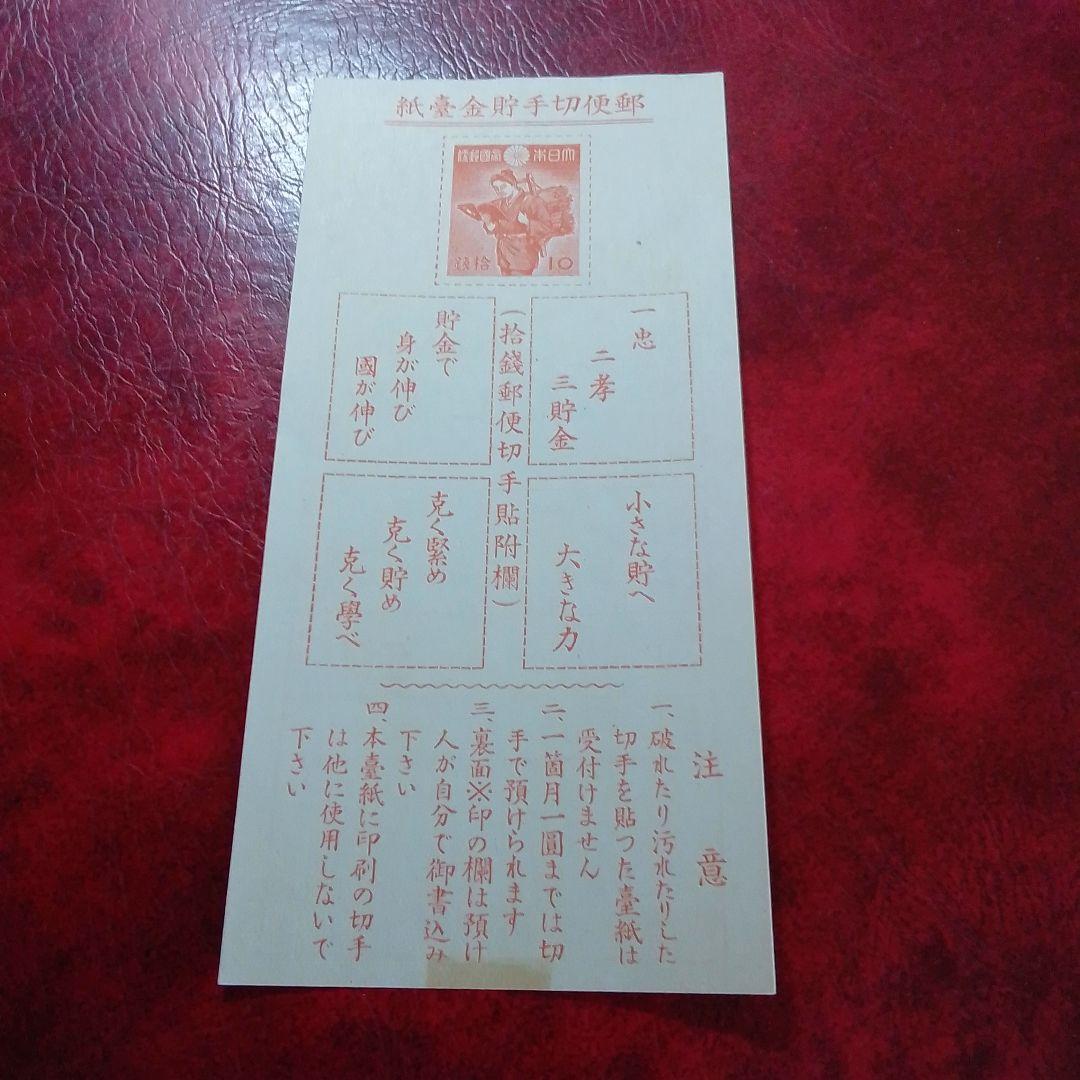 郵便切手貯金臺紙
大日本
帝國郵便
拾錢
10
一忠
二孝
三貯金
(拾錢郵便切手貼附欄)
貯金で
身が伸び
國が伸び
小さな貯へ
大きな力
克く緊め
克く貯め
克く學べ
注意
一、破れたり汚れたりした
切手を貼つた臺紙は
受付けません
二、一箇月一圓までは切
手で預けられます
三、裏面※印の欄は預け
人が自分で御書込み
下さい
四、本臺紙に印刷の切手
は他に使用しないで
下さい